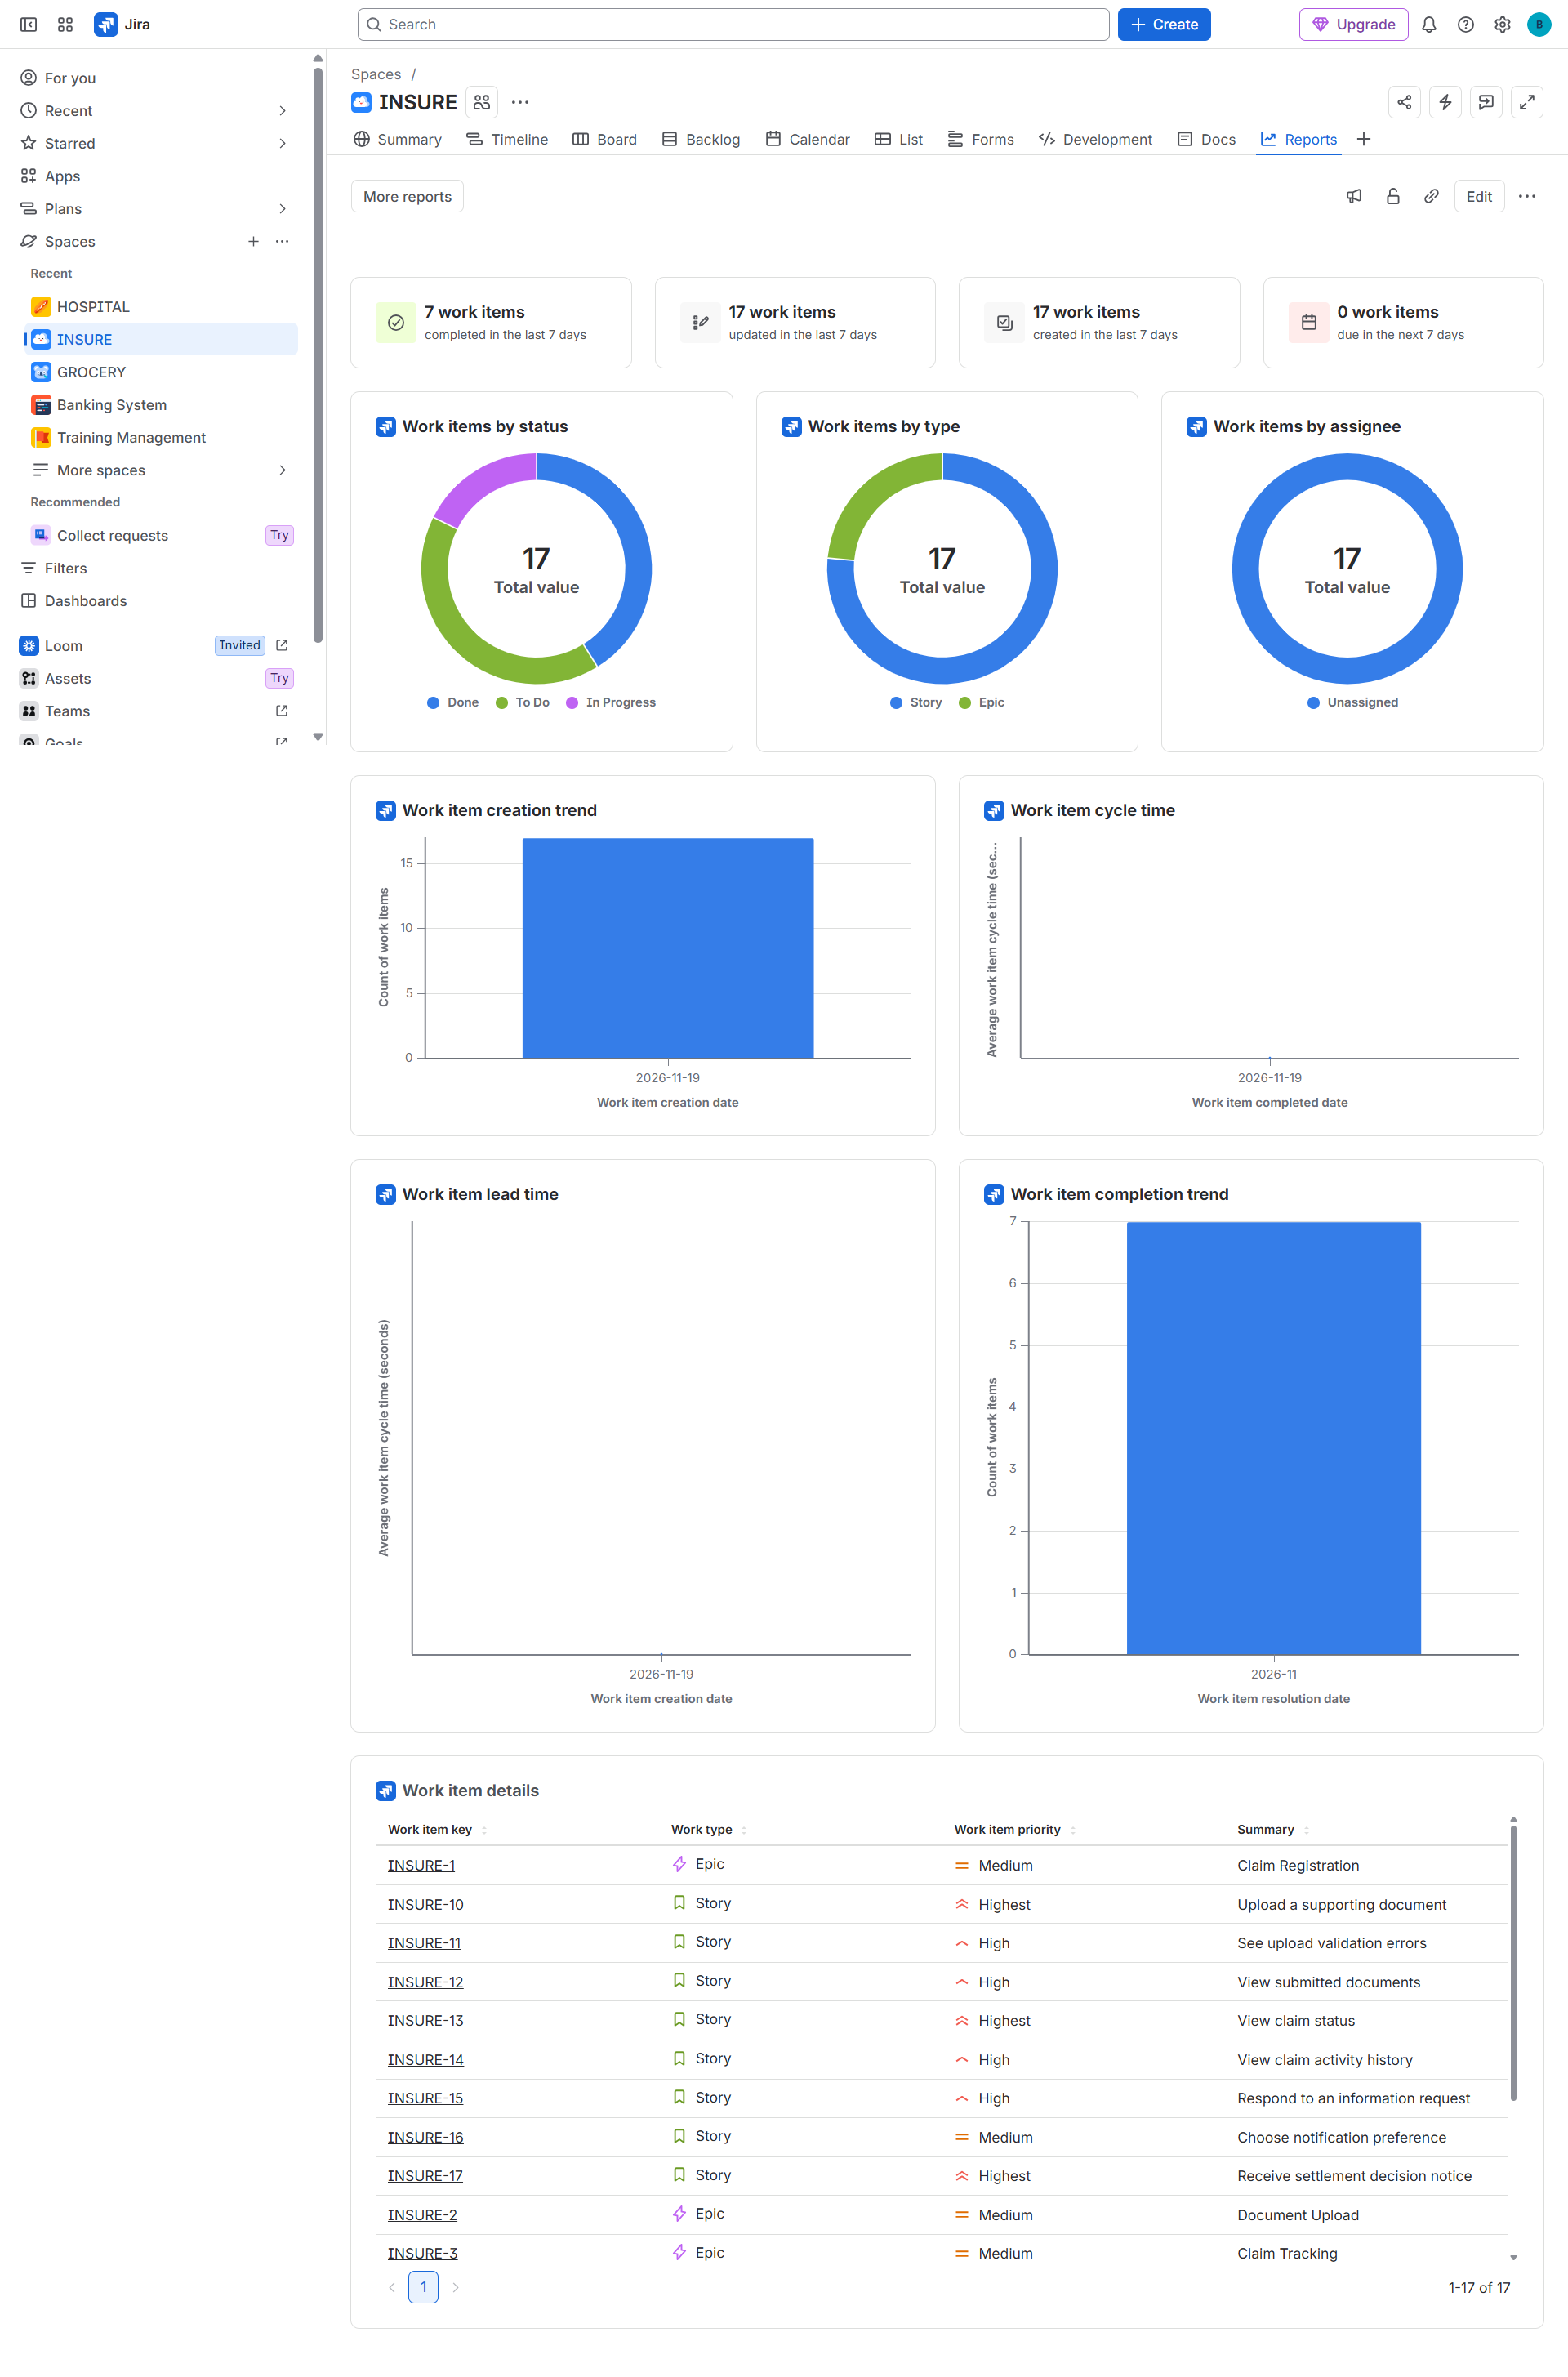 Jira
Search
Create
Upgrade
B
For you
Recent
Starred
Apps
Plans
Spaces
Recent
HOSPITAL
INSURE
GROCERY
Banking System
Training Management
More spaces
Recommended
Collect requests Try
Filters
Dashboards
Loom Invited
Assets Try
Teams
Goals
Spaces /
INSURE
Summary Timeline Board Backlog Calendar List Forms Development Docs Reports
More reports
Edit
7 work items
completed in the last 7 days
17 work items
updated in the last 7 days
17 work items
created in the last 7 days
0 work items
due in the next 7 days
Work items by status
17
Total value
Done To Do In Progress
Work items by type
17
Total value
Story Epic
Work items by assignee
17
Total value
Unassigned
Work item creation trend
Count of work items
15
10
5
0
2026-11-19
Work item creation date
Work item cycle time
Average work item cycle time (sec...
2026-11-19
Work item completed date
Work item lead time
Average work item cycle time (seconds)
2026-11-19
Work item creation date
Work item completion trend
Count of work items
7
6
5
4
3
2
1
0
2026-11
Work item resolution date
Work item details
Work item key Work type Work item priority Summary
INSURE-1 Epic Medium Claim Registration
INSURE-10 Story Highest Upload a supporting document
INSURE-11 Story High See upload validation errors
INSURE-12 Story High View submitted documents
INSURE-13 Story Highest View claim status
INSURE-14 Story High View claim activity history
INSURE-15 Story High Respond to an information request
INSURE-16 Story Medium Choose notification preference
INSURE-17 Story Highest Receive settlement decision notice
INSURE-2 Epic Medium Document Upload
INSURE-3 Epic Medium Claim Tracking
1
1-17 of 17